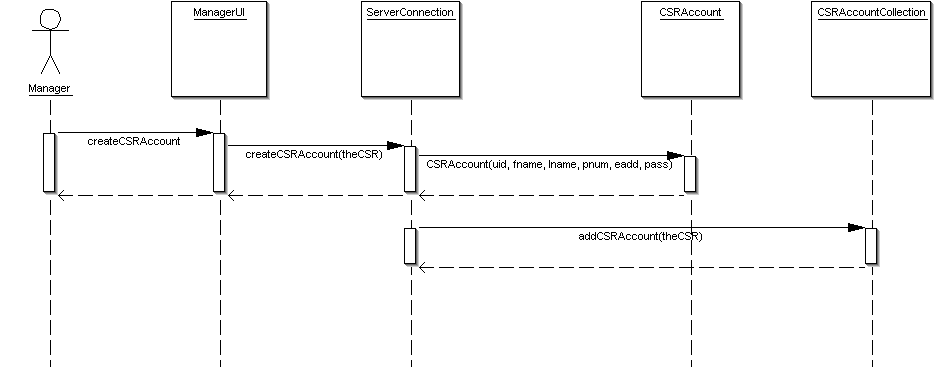 ManagerUI
ServerConnection
CSRAccount
CSRAccountCollection
Manager
createCSRAccount
createCSRAccount(theCSR)
CSRAccount(uid, fname, lname, pnum, eadd, pass)
addCSRAccount(theCSR)